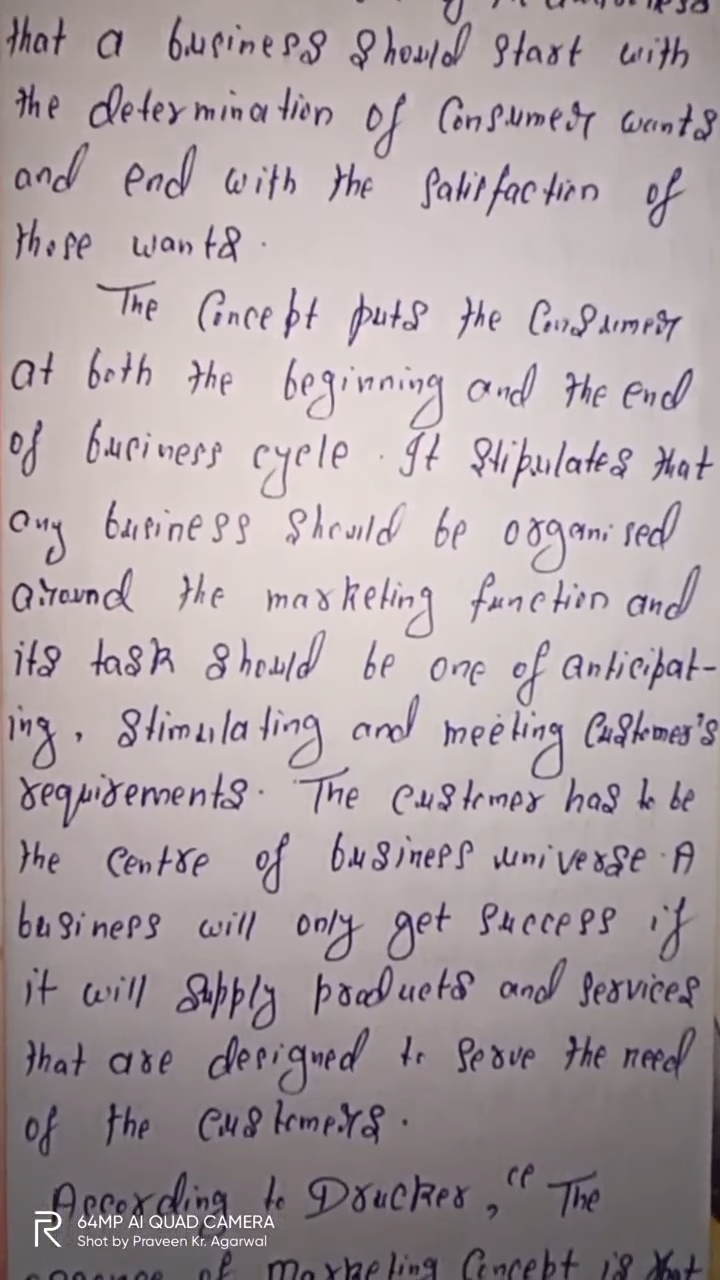 that a business should start with
the determination of Consumer wants
and end with the satisfaction of
those wants.
The Concept puts the Consumer
at both the beginning and the end
of business cycle. It stipulates that
any business should be organised
around the marketing function and
its task should be one of anticipat-
ing, stimulating and meeting Customer's
requirements. The customer has to be
the centre of business universe. A
business will only get success if
it will supply products and services
that are designed to serve the need
of the customers.
According to Drucker, “ The
of marketing Concept is that
64MP AI QUAD CAMERA
Shot by Praveen Kr. Agarwal